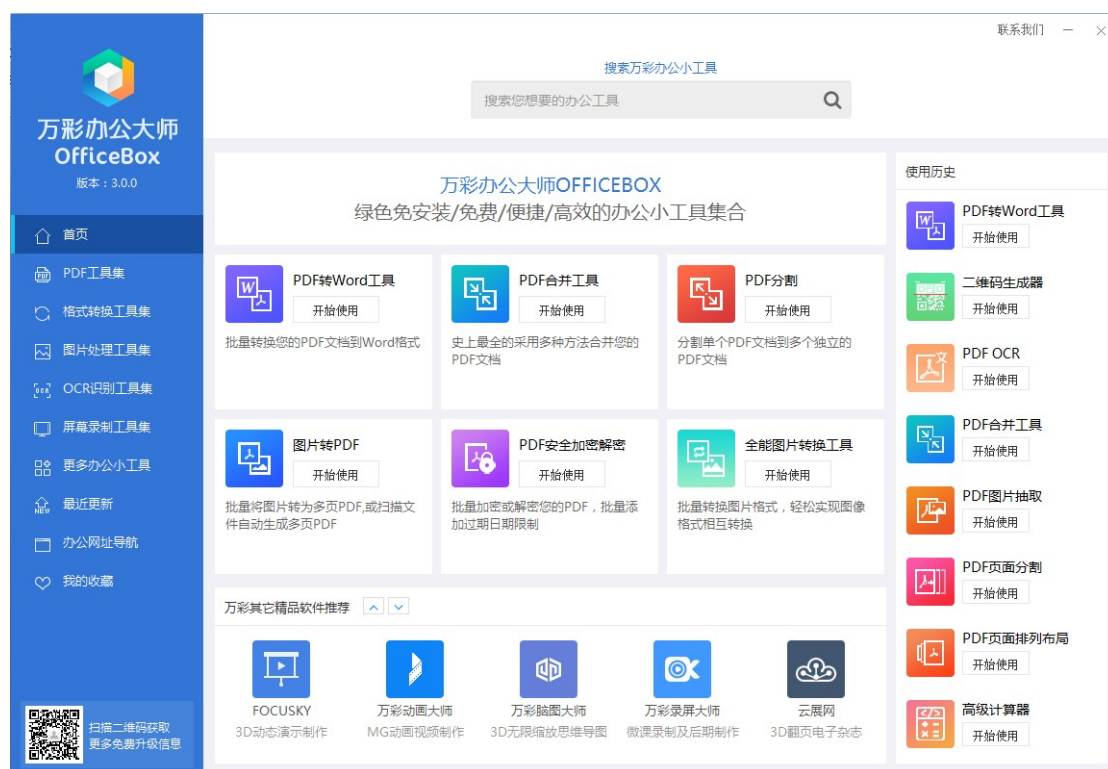 联系我们
搜索万彩办公小工具
搜索您想要的办公工具
万彩办公大师
OfficeBox
版本：3.0.0
首页
PDF工具集
格式转换工具集
图片处理工具集
OCR识别工具集
屏幕录制工具集
更多办公小工具
最近更新
办公网址导航
我的收藏
扫描二维码获取
更多免费升级信息
万彩办公大师OFFICEBOX
绿色免安装/免费/便捷/高效的办公小工具集合
PDF转Word工具
开始使用
批量转换您的PDF文档到Word格式
PDF合并工具
开始使用
史上最全的采用多种方法合并您的
PDF文档
PDF分割
开始使用
分割单个PDF文档到多个独立的
PDF文档
图片转PDF
开始使用
批量将图片转为多页PDF,或扫描文
件自动生成多页PDF
PDF安全加密解密
开始使用
批量加密或解密您的PDF，批量添
加过期日期限制
全能图片转换工具
开始使用
批量转换图片格式，轻松实现图像
格式相互转换
万彩其它精品软件推荐
FOCUSKY
3D动态演示制作
万彩动画大师
MG动画视频制作
万彩脑图大师
3D无限缩放思维导图
万彩录屏大师
微课录制及后期制作
云展网
3D翻页电子杂志
使用历史
PDF转Word工具
开始使用
二维码生成器
开始使用
PDF OCR
开始使用
PDF合并工具
开始使用
PDF图片抽取
开始使用
PDF页面分割
开始使用
PDF页面排列布局
开始使用
高级计算器
开始使用